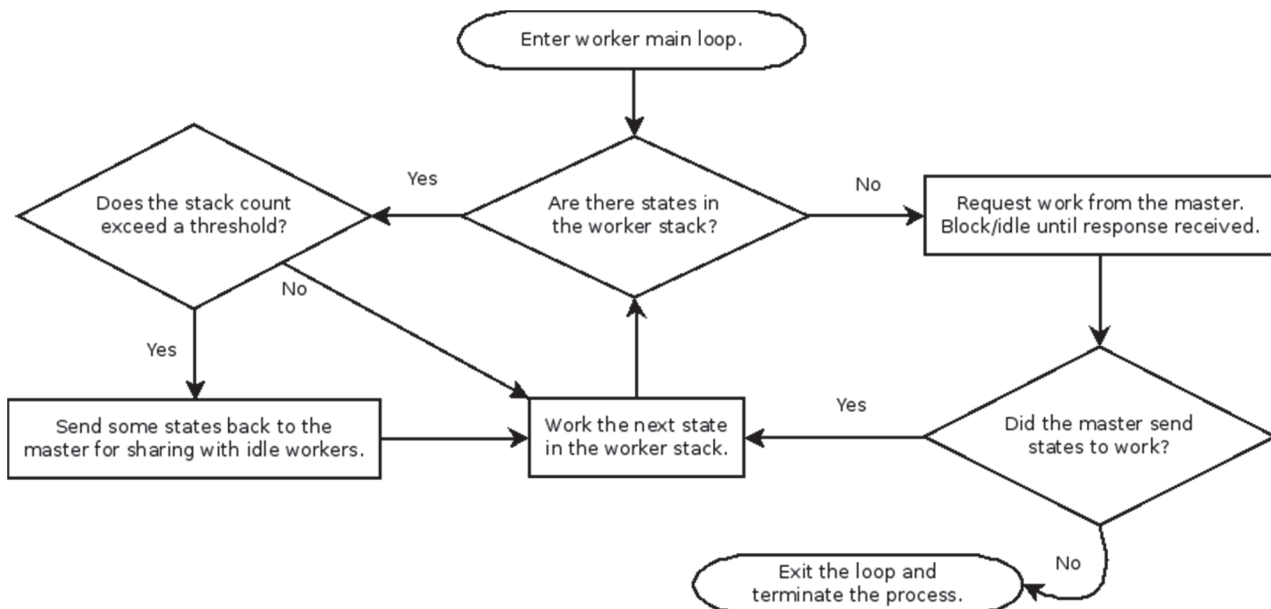 Enter worker main loop.
Yes
No
Does the stack count
exceed a threshold?
Are there states in
the worker stack?
Request work from the master.
Block/idle until response received.
No
Yes
Send some states back to the
master for sharing with idle workers.
Work the next state
in the worker stack.
Yes
Did the master send
states to work?
No
Exit the loop and
terminate the process.